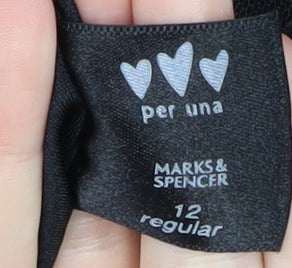 per una
MARKS &
SPENCER
12
regular